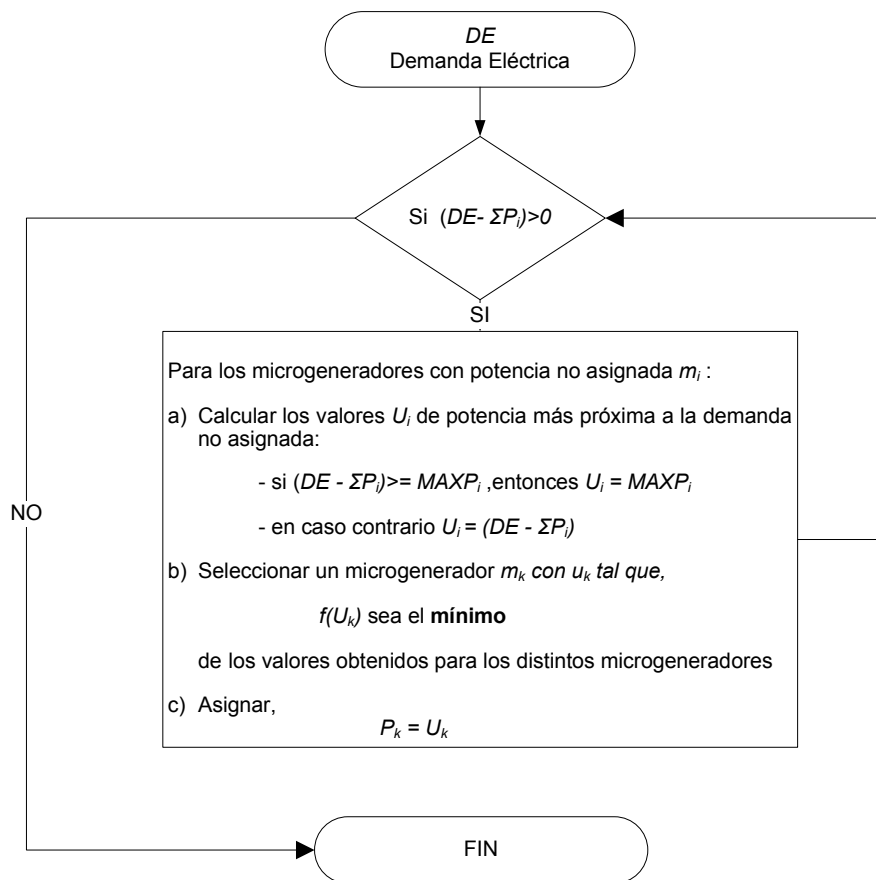 DE
Demanda Eléctrica
Si (DE- ΣPi)>0
SI
Para los microgeneradores con potencia no asignada mi :
a) Calcular los valores Ui de potencia más próxima a la demanda
no asignada:
- si (DE - ΣPi)>= MAXPi ,entonces Ui = MAXPi
- en caso contrario Ui = (DE - ΣPi)
NO
b) Seleccionar un microgenerador mk con uk tal que,
f(Uk) sea el mínimo
de los valores obtenidos para los distintos microgeneradores
c) Asignar,
Pk = Uk
FIN